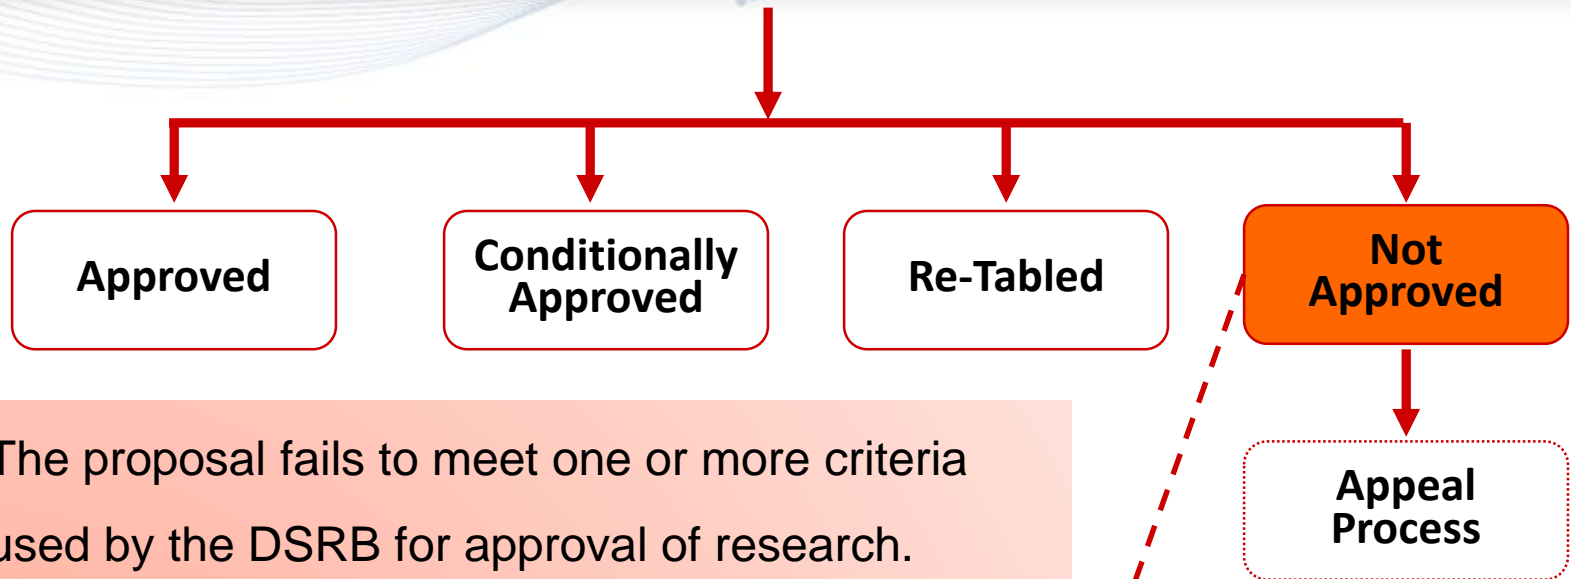 Approved
Conditionally
Approved
Re-Tabled
Not
Approved
The proposal fails to meet one or more criteria
used by the DSRB for approval of research.
Appeal
Process